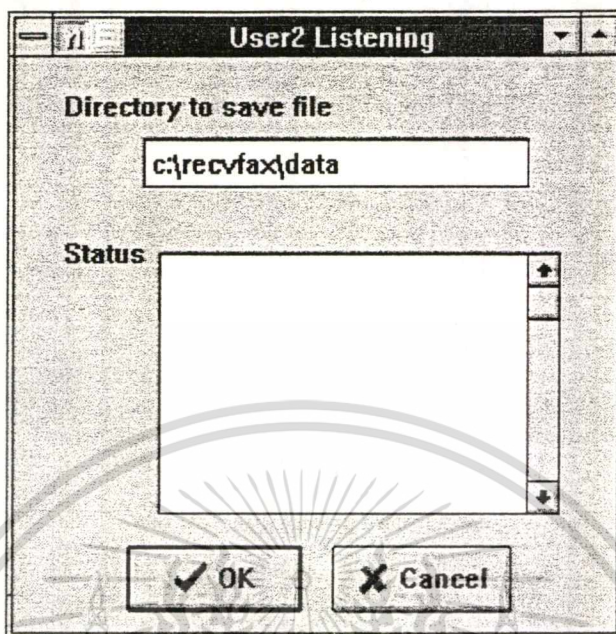 User2 Listening
Directory to save file
c:\recvfax\data
Status
OK
Cancel